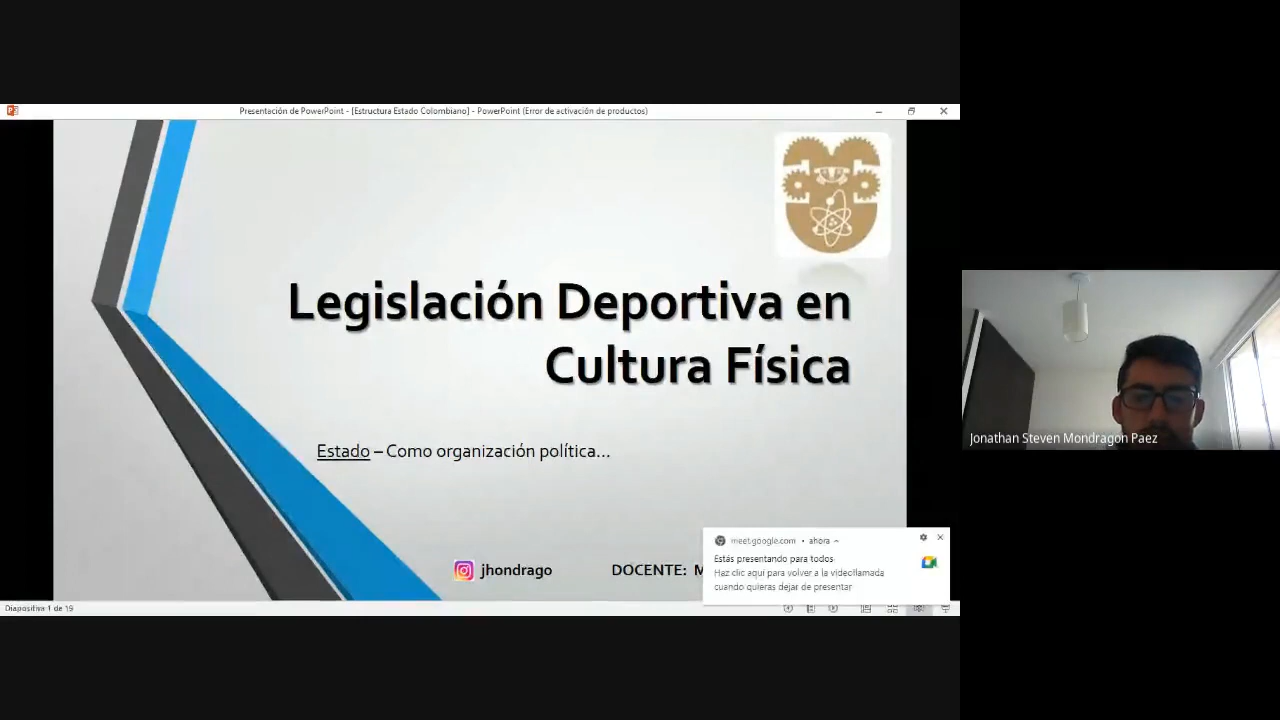 Presentación de PowerPoint - [Estructura Estado Colombiano] - PowerPoint (Error de activación de productos)
Legislación Deportiva en
Cultura Física
Estado – Como organización política...
jhondrago
DOCENTE: M
meet.google.com • ahora
Estás presentando para todos
Haz clic aquí para volver a la videollamada
cuando quieras dejar de presentar
Diapositiva 1 de 19
Jonathan Steven Mondragon Paez